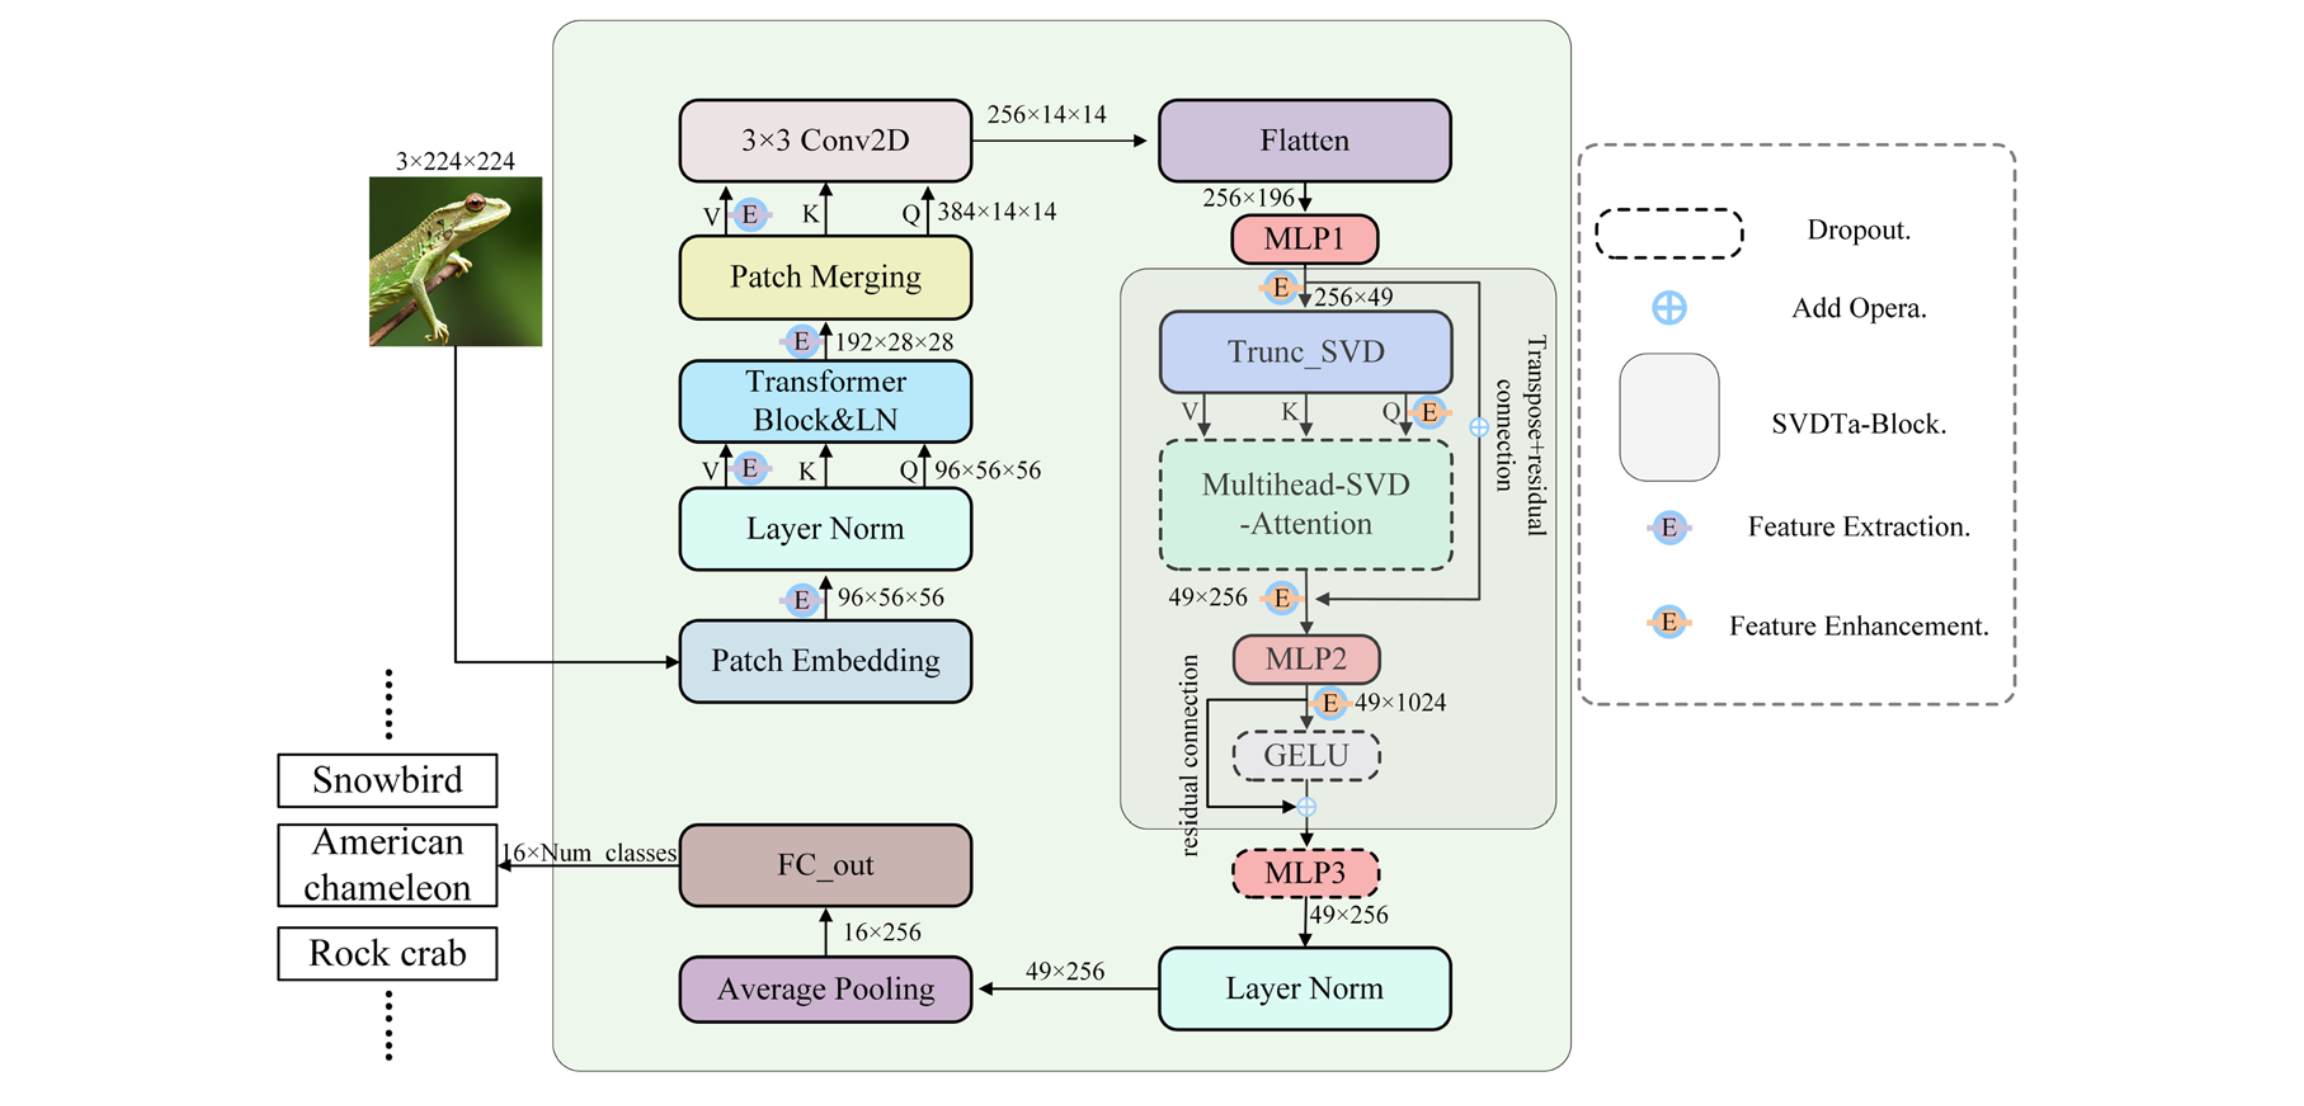 3×224×224
3×3 Conv2D
256×14×14
Flatten
V
E
K
Q
384×14×14
256×196
MLP1
Patch Merging
E
256×49
E
192×28×28
Trunc_SVD
Transformer
Block&LN
V
K
Q
E
V
E
K
Q
96×56×56
Multihead-SVD
-Attention
Transpose+residual
connection
Layer Norm
E
96×56×56
49×256
E
Patch Embedding
MLP2
E
49×1024
residual connection
GELU
Snowbird
American
chameleon
Rock crab
16×Num_classes
FC_out
MLP3
49×256
16×256
Average Pooling
49×256
Layer Norm
Dropout.
Add Opera.
SVDTa-Block.
E
Feature Extraction.
E
Feature Enhancement.